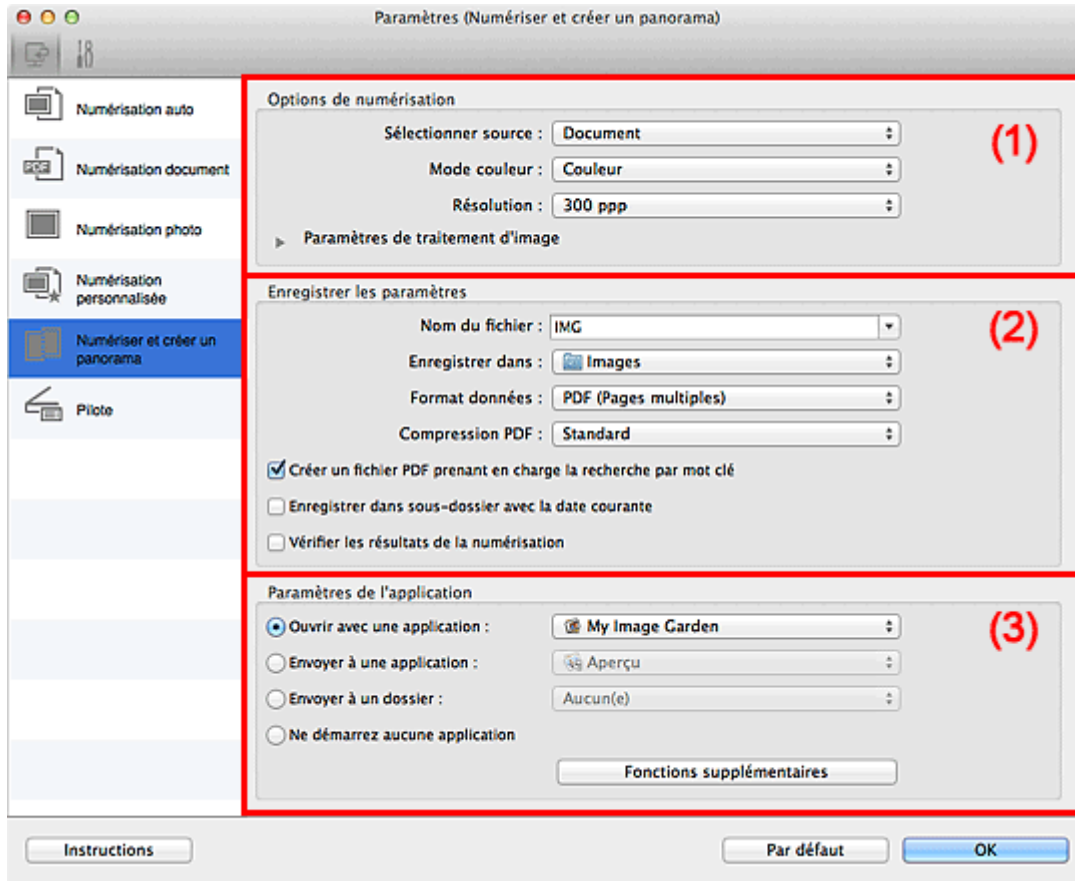 Paramètres (Numériser et créer un panorama)
Numérisation auto
Numérisation document
Numérisation photo
Numérisation
personnalisée
Numériser et créer un
panorama
Pilote
Options de numérisation
(1)
Sélectionner source : Document
Mode couleur : Couleur
Résolution : 300 ppp
Paramètres de traitement d'image
Enregistrer les paramètres
(2)
Nom du fichier : IMG
Enregistrer dans : Images
Format données : PDF (Pages multiples)
Compression PDF : Standard
Créer un fichier PDF prenant en charge la recherche par mot clé
Enregistrer dans sous-dossier avec la date courante
Vérifier les résultats de la numérisation
Paramètres de l'application
(3)
Ouvrir avec une application : My Image Garden
Envoyer à une application : Aperçu
Envoyer à un dossier : Aucun(e)
Ne démarrez aucune application
Fonctions supplémentaires
Instructions
Par défaut
OK